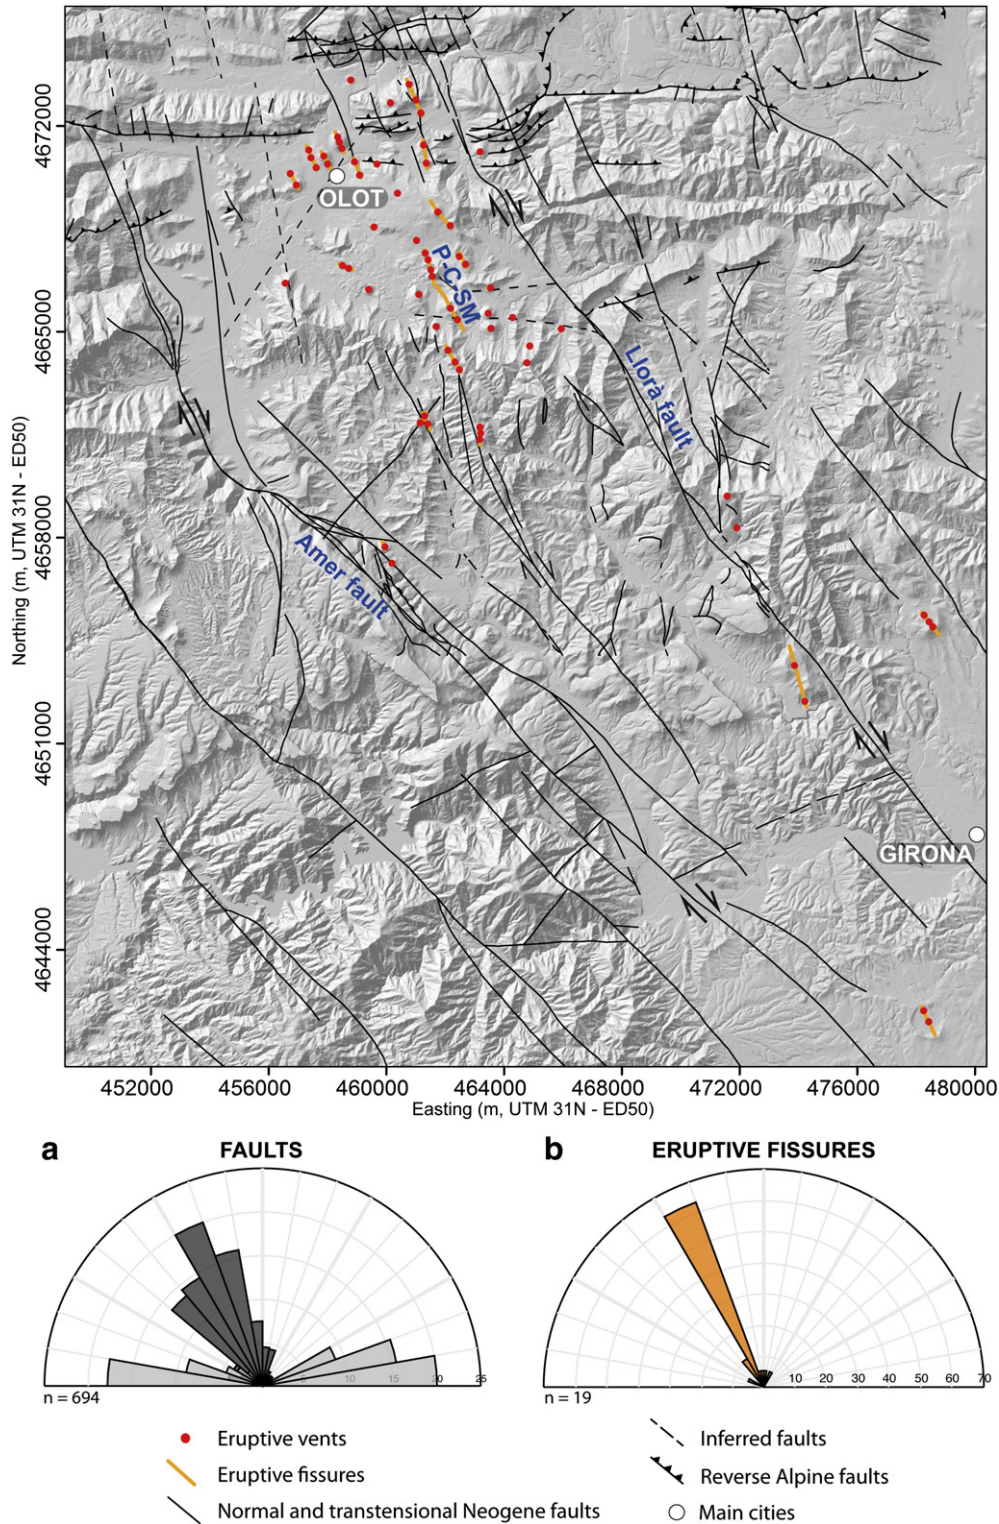 4672000
OLOT
P-C-SM
4665000
Llorà fault
4658000
Amer fault
Northing (m, UTM 31N - ED50)
4651000
GIRONA
4644000
452000 456000 460000 464000 468000 472000 476000 480000
Easting (m, UTM 31N - ED50)
a FAULTS
5 10 15 20 25
n = 694
b ERUPTIVE FISSURES
10 20 30 40 50 60 70
n = 19
Eruptive vents
Eruptive fissures
Normal and transtensional Neogene faults
Inferred faults
Reverse Alpine faults
Main cities